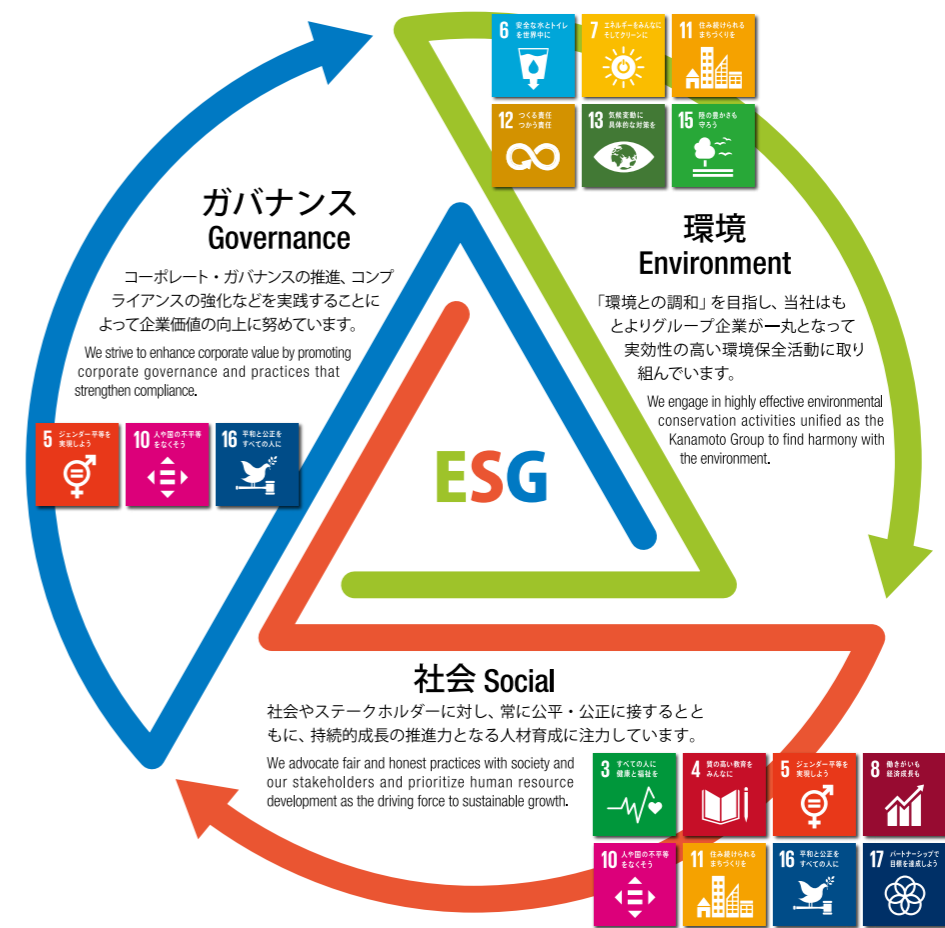 6 安全な水とトイレ
を世界中に
7 エネルギーをみんなに
そしてクリーンに
11 住み続けられる
まちづくりを
12 つくる責任
つかう責任
13 気候変動に
具体的な対策を
15 陸の豊かさも
守ろう
ガバナンス
Governance
コーポレート・ガバナンスの推進、コンプ
ライアンスの強化などを実践することに
よって企業価値の向上に努めています。
We strive to enhance corporate value by promoting
corporate governance and practices that
strengthen compliance.
5 ジェンダー平等を
実現しよう
10 人や国の不平等
をなくそう
16 平和と公正を
すべての人に
環境
Environment
「環境との調和」を目指し、当社はも
とよりグループ企業が一丸となって
実効性の高い環境保全活動に取り
組んでいます。
We engage in highly effective environmental
conservation activities unified as the
Kanamoto Group to find harmony with
the environment.
ESG
社会 Social
社会やステークホルダーに対し、常に公平・公正に接するとと
もに、持続的成長の推進力となる人材育成に注力しています。
We advocate fair and honest practices with society and
our stakeholders and prioritize human resource
development as the driving force to sustainable growth.
3 すべての人に
健康と福祉を
4 質の高い教育を
みんなに
5 ジェンダー平等を
実現しよう
8 働きがいも
経済成長も
10 人や国の不平等
をなくそう
11 住み続けられる
まちづくりを
16 平和と公正を
すべての人に
17 パートナーシップで
目標を達成しよう